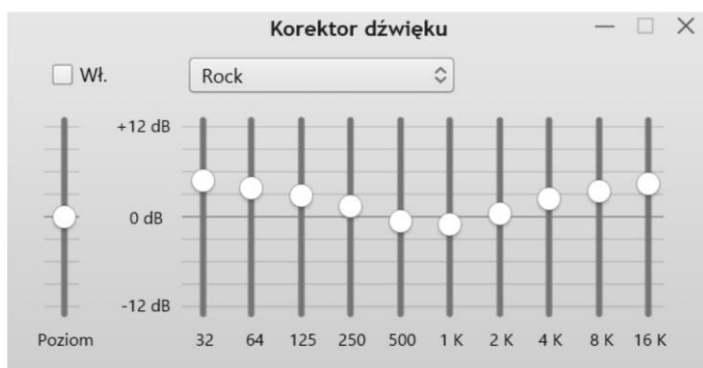 Korektor dźwięku
Wł.
Rock
+12 dB
0 dB
-12 dB
Poziom 32 64 125 250 500 1 K 2 K 4 K 8 K 16 K